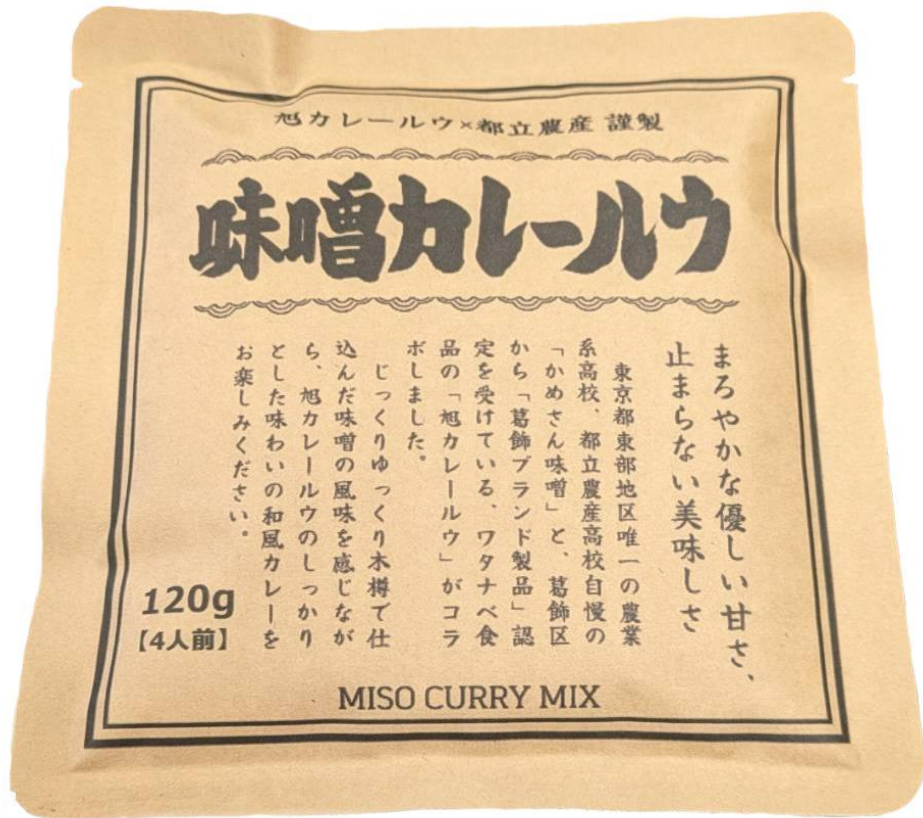 旭カレールウ×都立農産 謹製
味噌カレールウ
まろやかな優しい甘さ、
止まらない美味しさ
東京都東部地区唯一の農業
系高校、都立農産高校自慢の
「かめさん味噌」と、葛飾区
から「葛飾ブランド製品」認
定を受けている、ワタナベ食
品の「旭カレールウ」がコラ
ボしました。
じっくりゆっくり木樽で仕
込んだ味噌の風味を感じなが
ら、旭カレールウのしっかり
とした味わいの和風カレーを
お楽しみください。
120g
【4人前】
MISO CURRY MIX